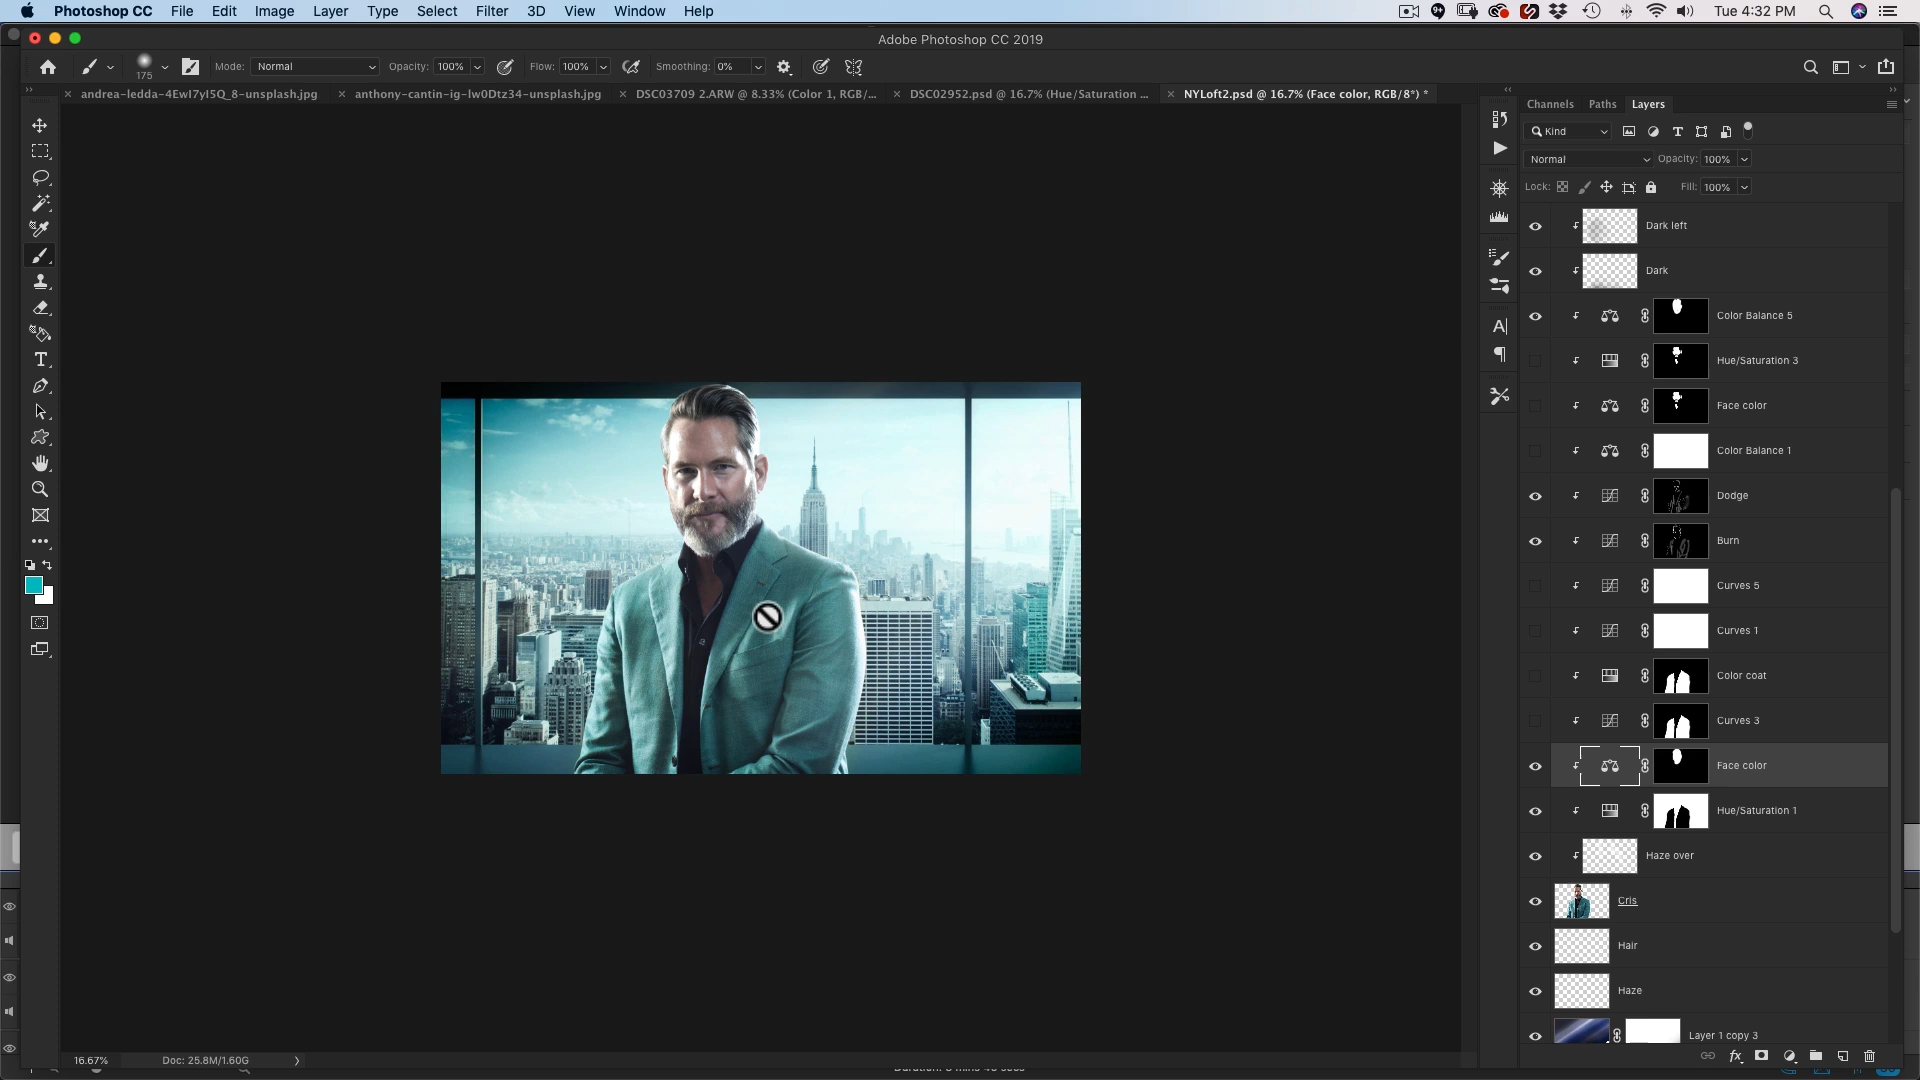 Photoshop CC File Edit Image Layer Type Select Filter 3D View Window Help
9+ Tue 4:32 PM
Adobe Photoshop CC 2019
175 Mode: Normal Opacity: 100% Flow: 100% Smoothing: 0%
andrea-ledda-4Ewl7yI5Q_8-unsplash.jpg anthony-cantin-ig-lw0Dtz34-unsplash.jpg DSC03709 2.ARW @ 8.33% (Color 1, RGB/... DSC02952.psd @ 16.7% (Hue/Saturation ... NYLoft2.psd @ 16.7% (Face color, RGB/8*) *
Channels Paths Layers
Kind
Normal Opacity: 100%
Lock: Fill: 100%
Dark left
Dark
Color Balance 5
Hue/Saturation 3
Face color
Color Balance 1
Dodge
Burn
Curves 5
Curves 1
Color coat
Curves 3
Face color
Hue/Saturation 1
Haze over
Cris
Hair
Haze
Layer 1 copy 3
16.67% Doc: 25.8M/1.60G